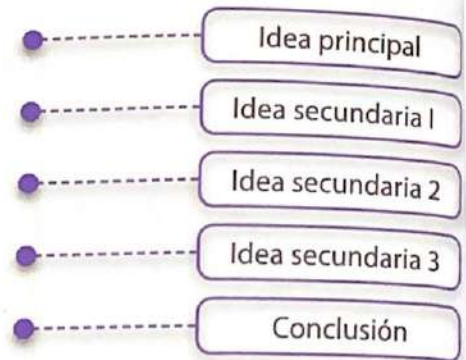 Idea principal
Idea secundaria 1
Idea secundaria 2
Idea secundaria 3
Conclusión